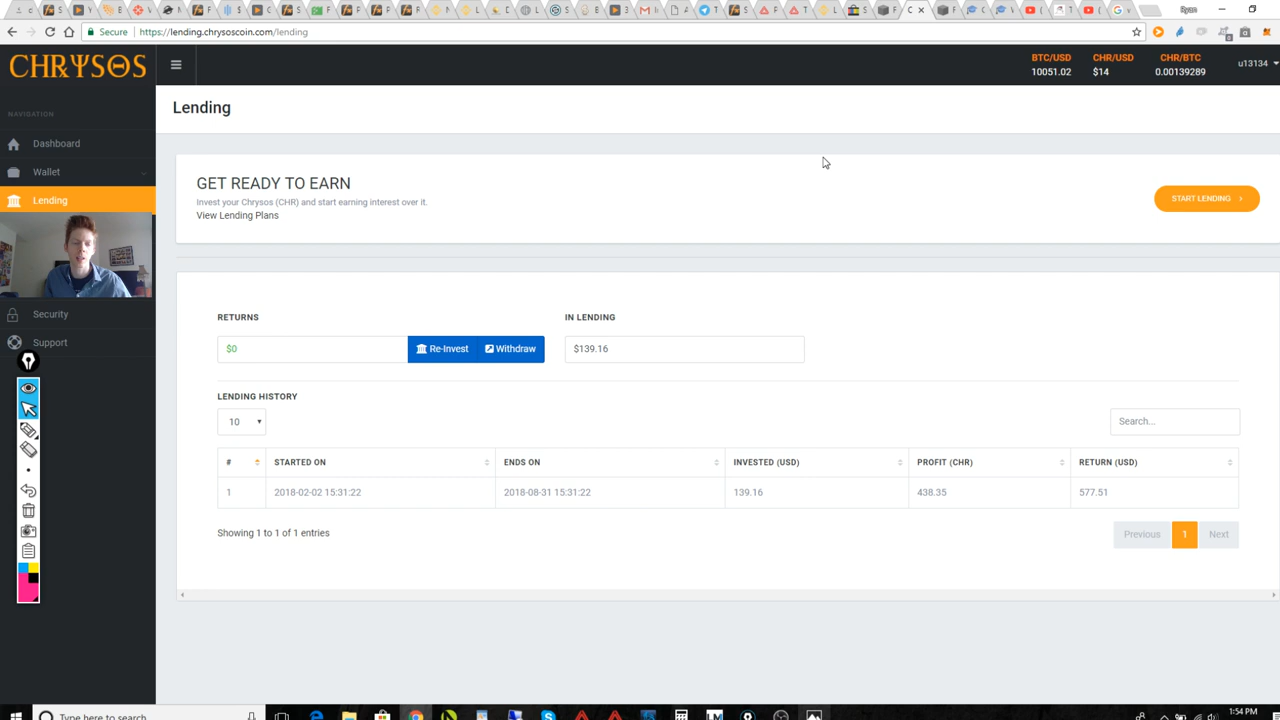 Ryan
Secure
https://lending.chrysoscoin.com/lending
CHRYSOS
BTC/USD
10051.02
CHR/USD
$14
CHR/BTC
0.00139289
u13134
NAVIGATION
Dashboard
Wallet
Lending
Security
Support
Lending
GET READY TO EARN
Invest your Chrysos (CHR) and start earning interest over it.
View Lending Plans
START LENDING
RETURNS
IN LENDING
$0
Re-Invest
Withdraw
$139.16
LENDING HISTORY
10
Search...
# STARTED ON ENDS ON INVESTED (USD) PROFIT (CHR) RETURN (USD)
1 2018-02-02 15:31:22 2018-08-31 15:31:22 139.16 438.35 577.51
Showing 1 to 1 of 1 entries
Previous 1 Next
Type here to search
1:54 PM